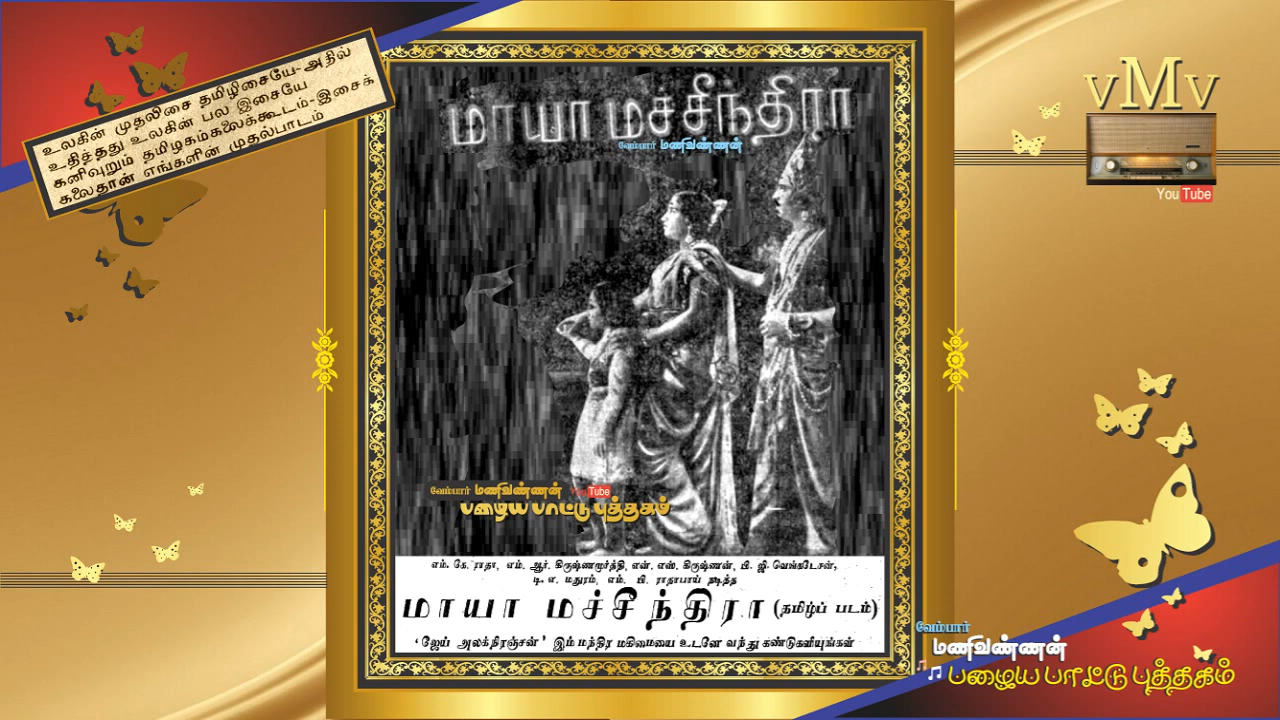 உலகின் முதலிசை தமிழிசையே-அதில்
உதித்தது உலகின் பல இசையே
கனிவுறும் தமிழகம்கலைக்கூடம்-இசைக்
கலைதான் எங்களின் முதல்பாடம்
மாயா மச்சீந்திரா
வேம்பார் மணிவண்ணன்
vMv
YouTube
வேம்பார் மணிவண்ணன் YouTube
பழைய பாட்டு புத்தகம்
எம். கே. ராதா, எம். ஆர். கிருஷ்ணமூர்த்தி, என். எஸ். கிருஷ்ணன், பி. ஜி. வெங்கடேசன்,
டி. ஏ. மதுரம், எம். பி. ராதாபாய் நடித்த
மாயா மச்சீந்திரா (தமிழ்ப் படம்)
‘ஜேய் அலக்நிரஞ்சன்’ இம் மந்திர மகிமையை உடனே வந்து கண்டுகளியுங்கள்
வேம்பார்
மணிவண்ணன்
பழைய பாட்டு புத்தகம்